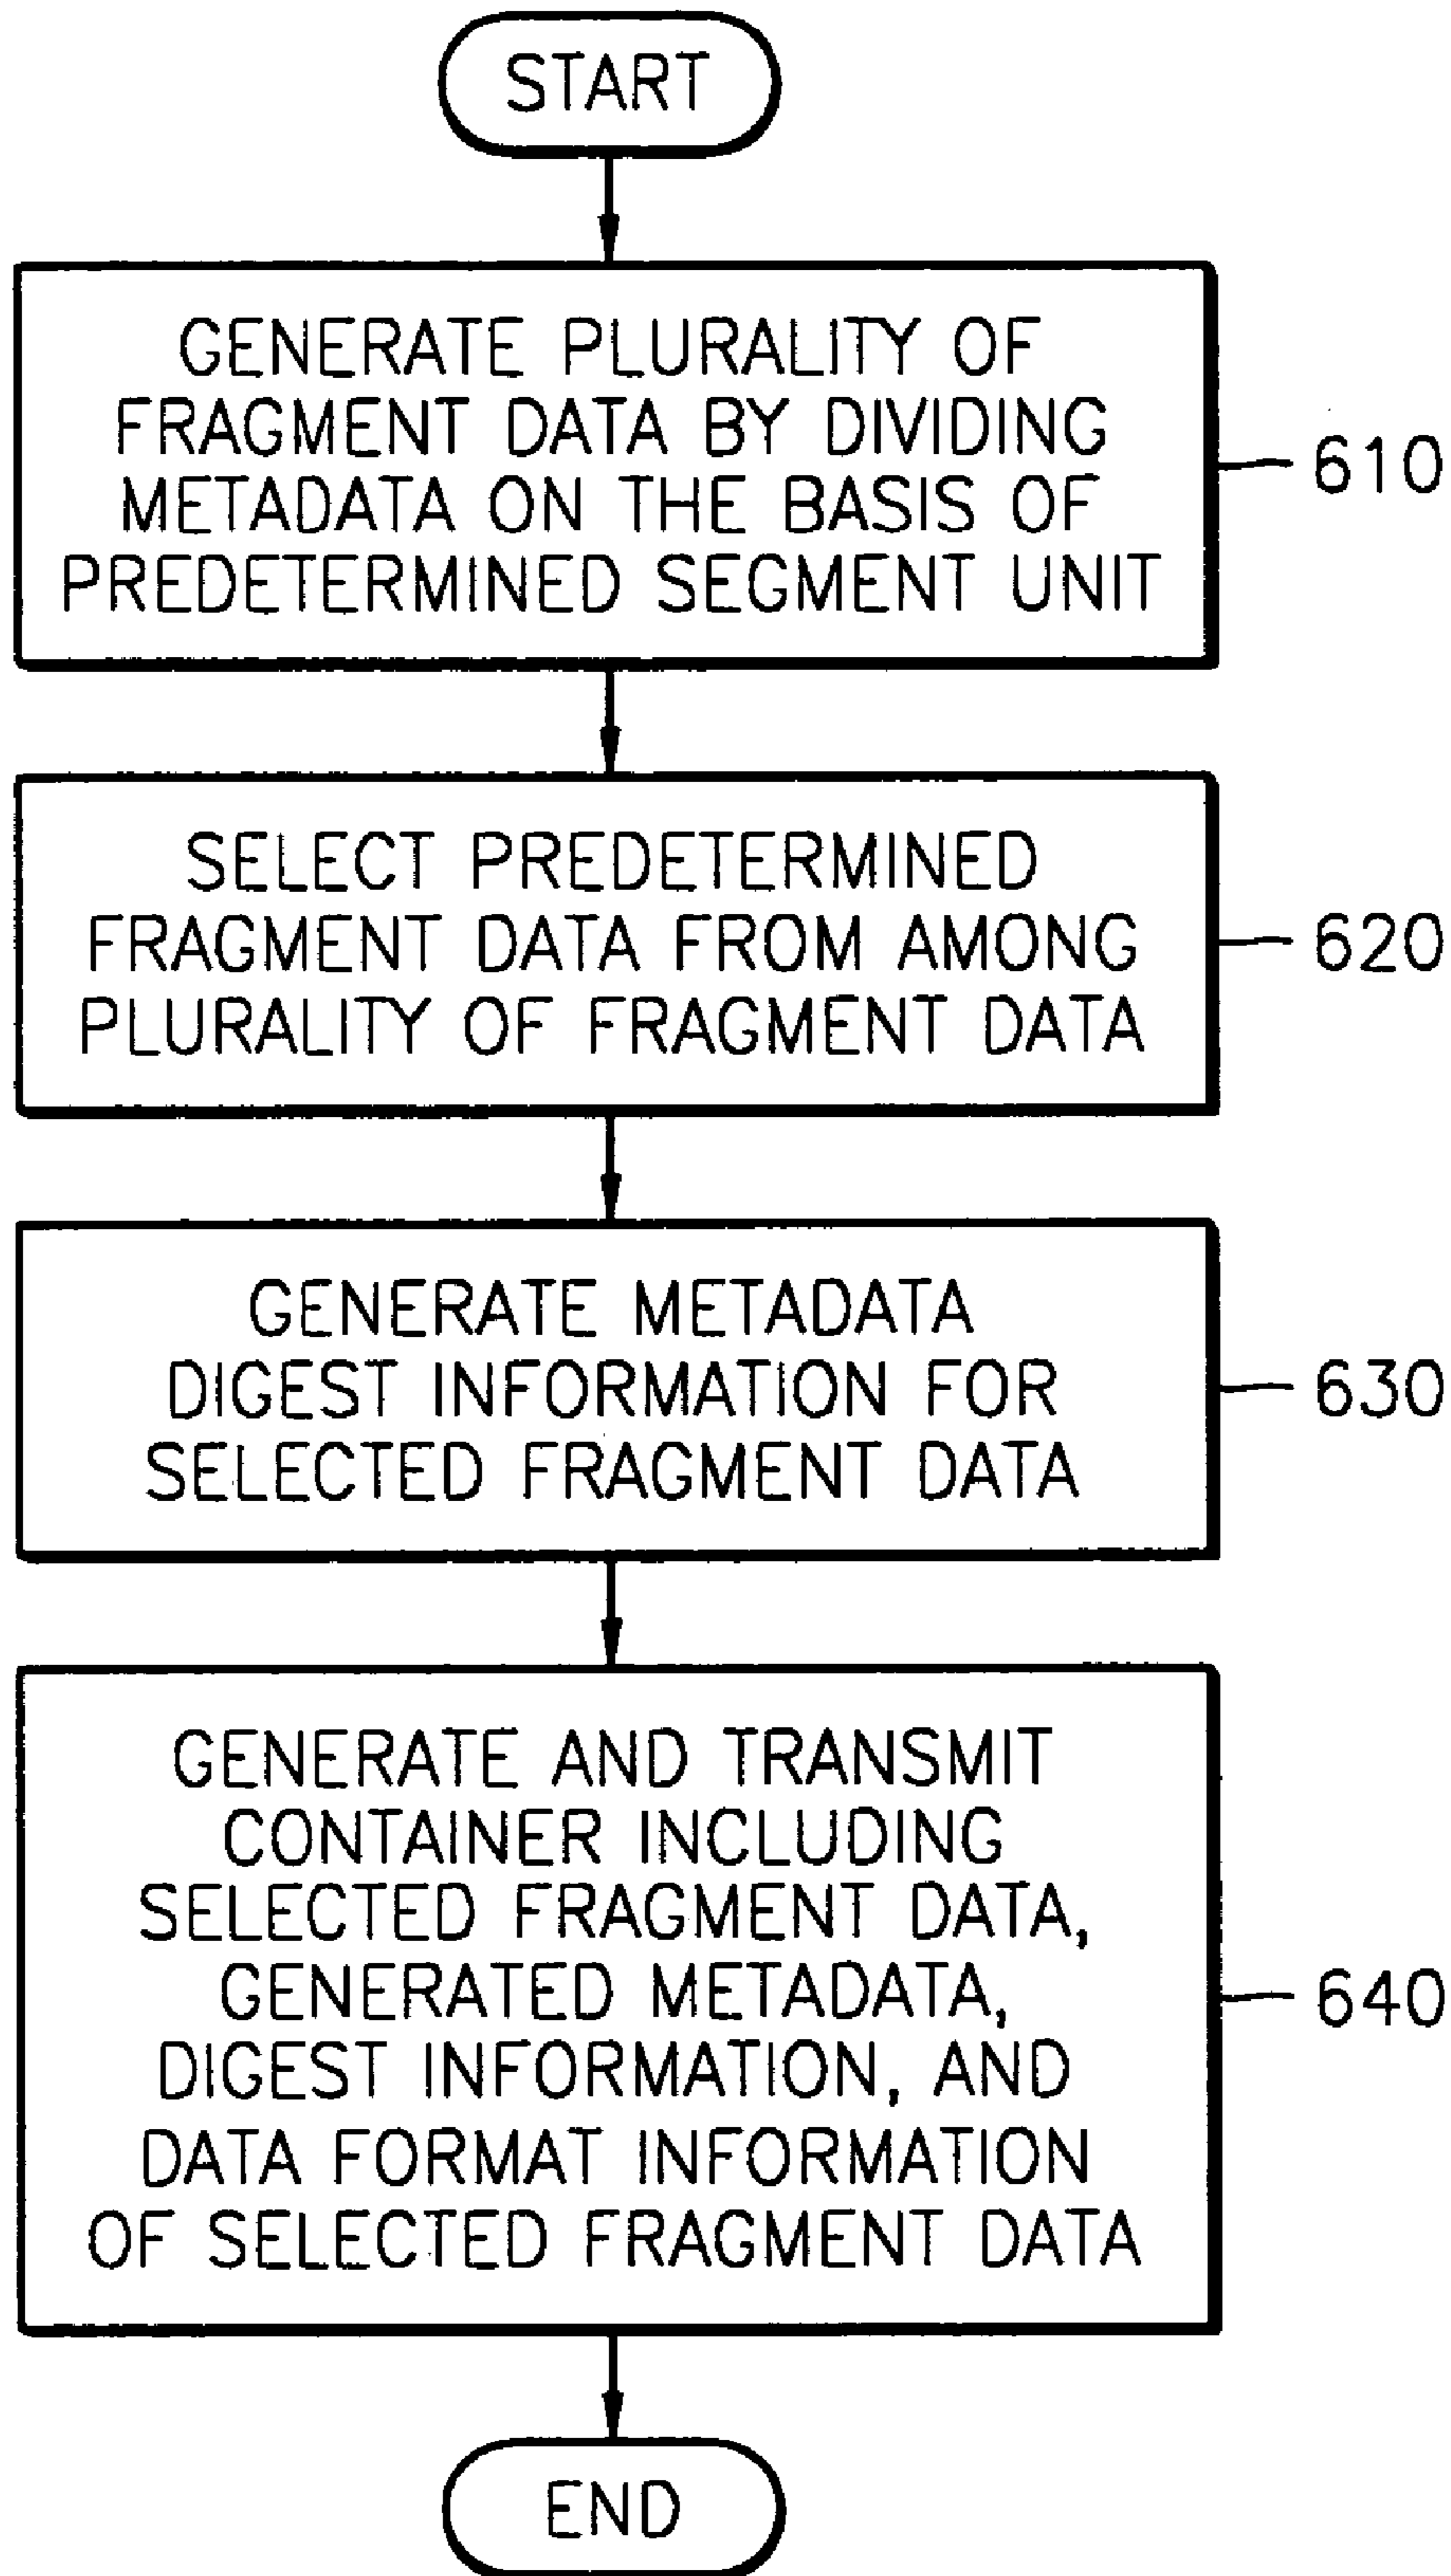 START
GENERATE PLURALITY OF
FRAGMENT DATA BY DIVIDING
METADATA ON THE BASIS OF
PREDETERMINED SEGMENT UNIT
610
SELECT PREDETERMINED
FRAGMENT DATA FROM AMONG
PLURALITY OF FRAGMENT DATA
620
GENERATE METADATA
DIGEST INFORMATION FOR
SELECTED FRAGMENT DATA
630
GENERATE AND TRANSMIT
CONTAINER INCLUDING
SELECTED FRAGMENT DATA,
GENERATED METADATA,
DIGEST INFORMATION, AND
DATA FORMAT INFORMATION
OF SELECTED FRAGMENT DATA
640
END